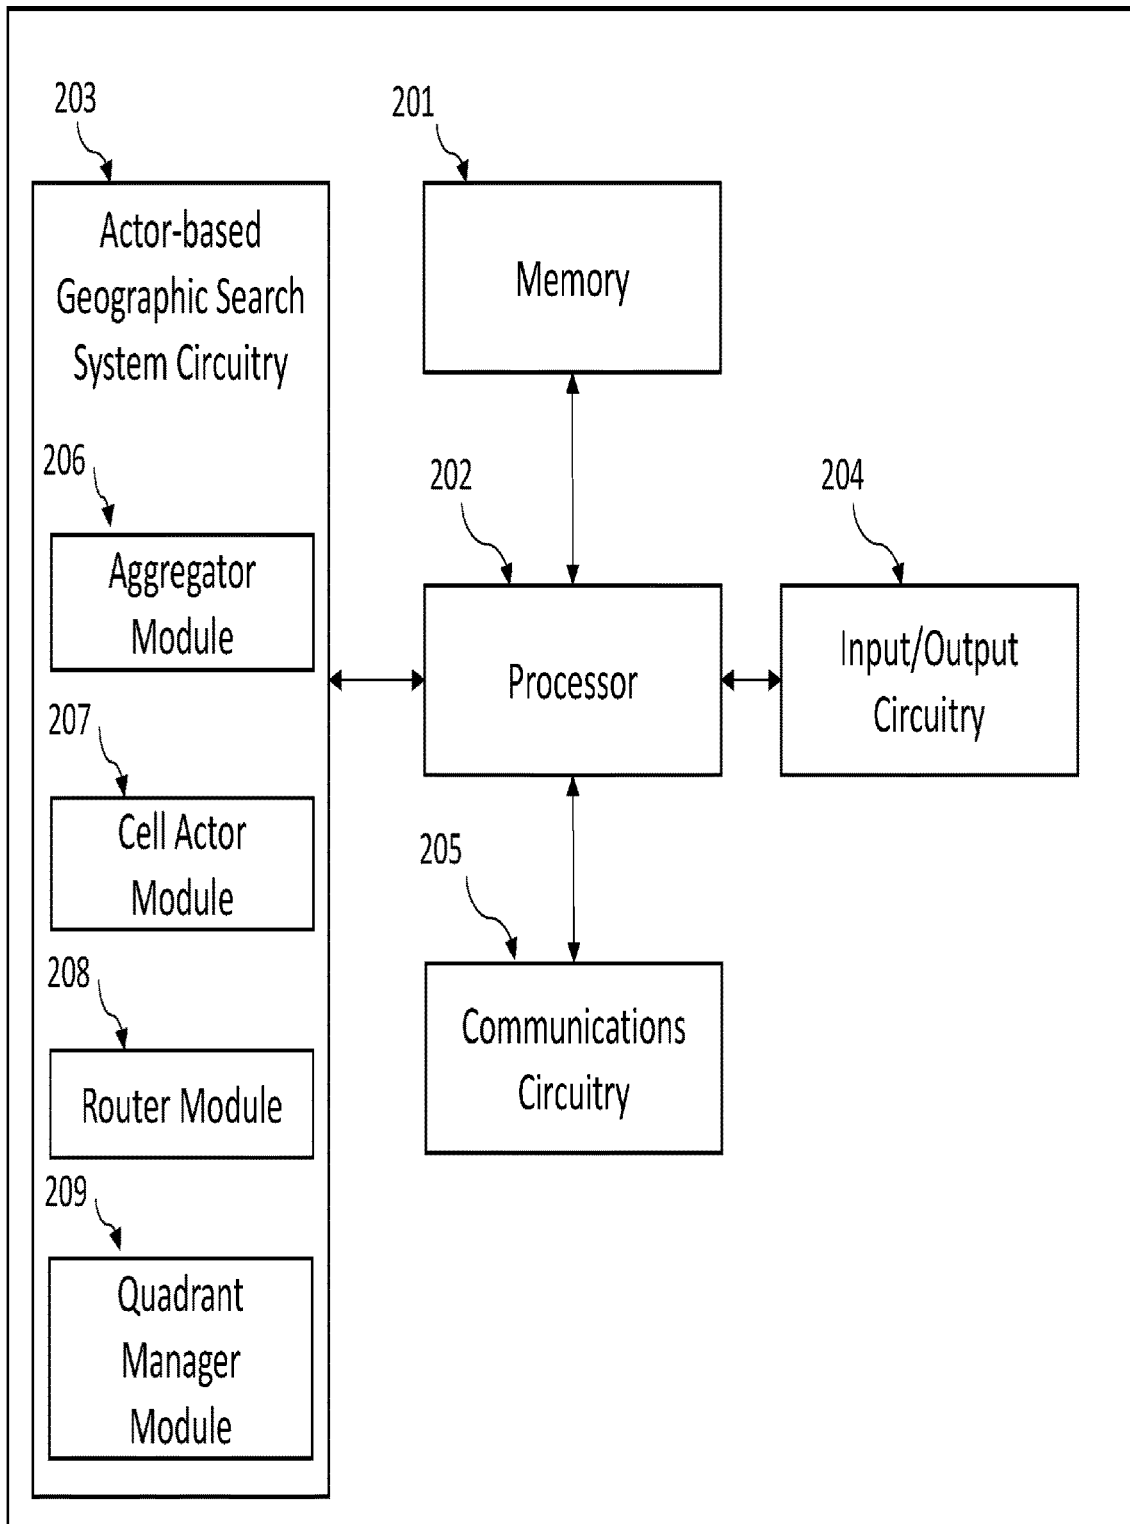 203
Actor-based
Geographic Search
System Circuitry
206
Aggregator
Module
207
Cell Actor
Module
208
Router Module
209
Quadrant
Manager
Module
201
Memory
202
Processor
204
Input/Output
Circuitry
205
Communications
Circuitry